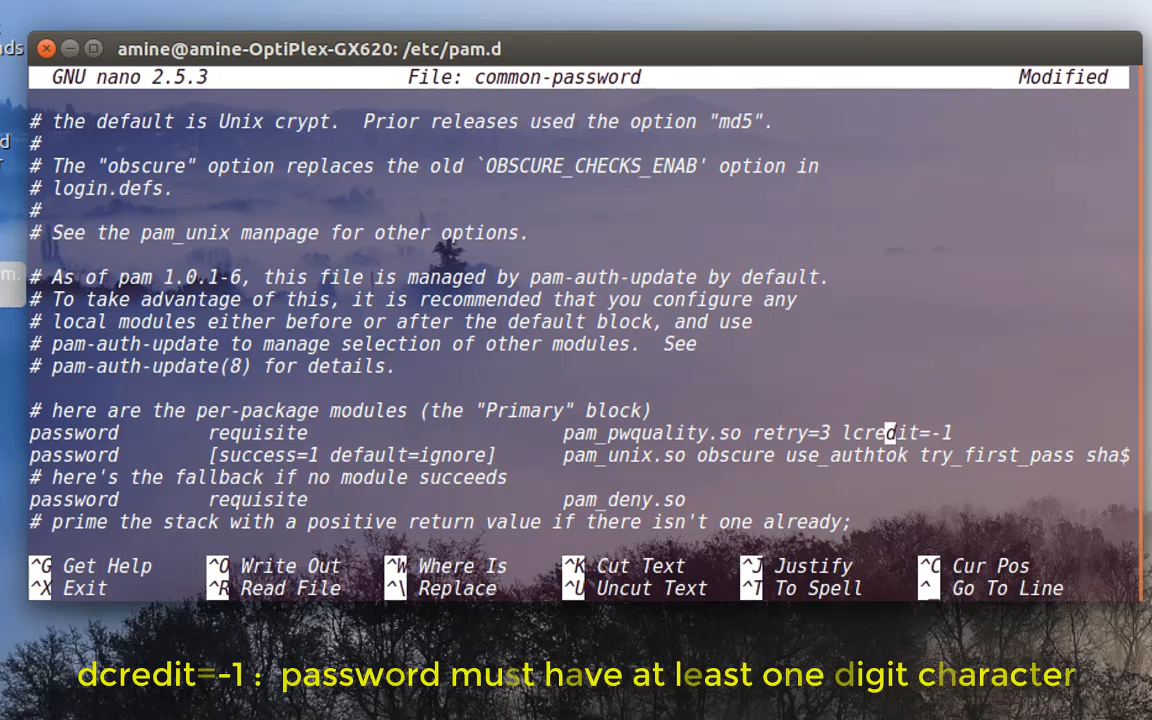 nds
d
r
m.
amine@amine-OptiPlex-GX620: /etc/pam.d
GNU nano 2.5.3 File: common-password Modified
# the default is Unix crypt.  Prior releases used the option "md5".
#
# The "obscure" option replaces the old `OBSCURE_CHECKS_ENAB' option in
# login.defs.
#
# See the pam_unix manpage for other options.
# As of pam 1.0.1-6, this file is managed by pam-auth-update by default.
# To take advantage of this, it is recommended that you configure any
# local modules either before or after the default block, and use
# pam-auth-update to manage selection of other modules.  See
# pam-auth-update(8) for details.
# here are the per-package modules (the "Primary" block)
password requisite pam_pwquality.so retry=3 lcredit=-1
password [success=1 default=ignore] pam_unix.so obscure use_authtok try_first_pass sha$
# here's the fallback if no module succeeds
password requisite pam_deny.so
# prime the stack with a positive return value if there isn't one already;
^G Get Help ^O Write Out ^W Where Is ^K Cut Text ^J Justify ^C Cur Pos
^X Exit ^R Read File ^\ Replace ^U Uncut Text ^T To Spell ^_ Go To Line
dcredit=-1 : password must have at least one digit character